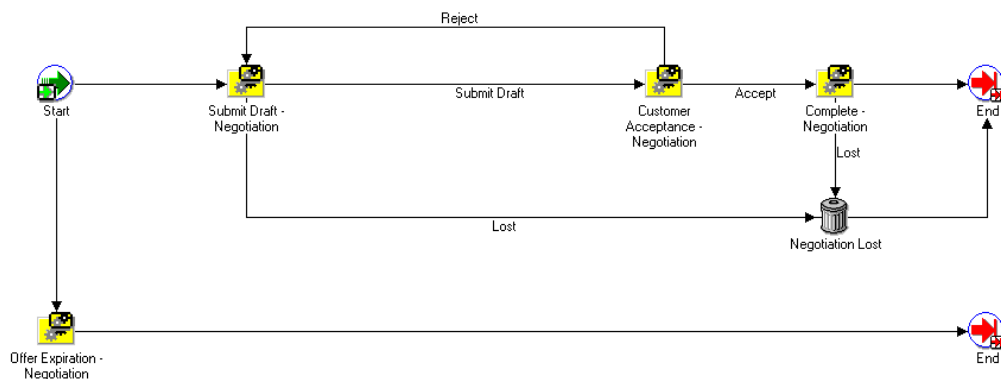 Reject
Start
Submit Draft -
Negotiation
Submit Draft
Customer
Acceptance -
Negotiation
Accept
Complete -
Negotiation
End
Lost
Lost
Negotiation Lost
Offer Expiration -
Negotiation
End